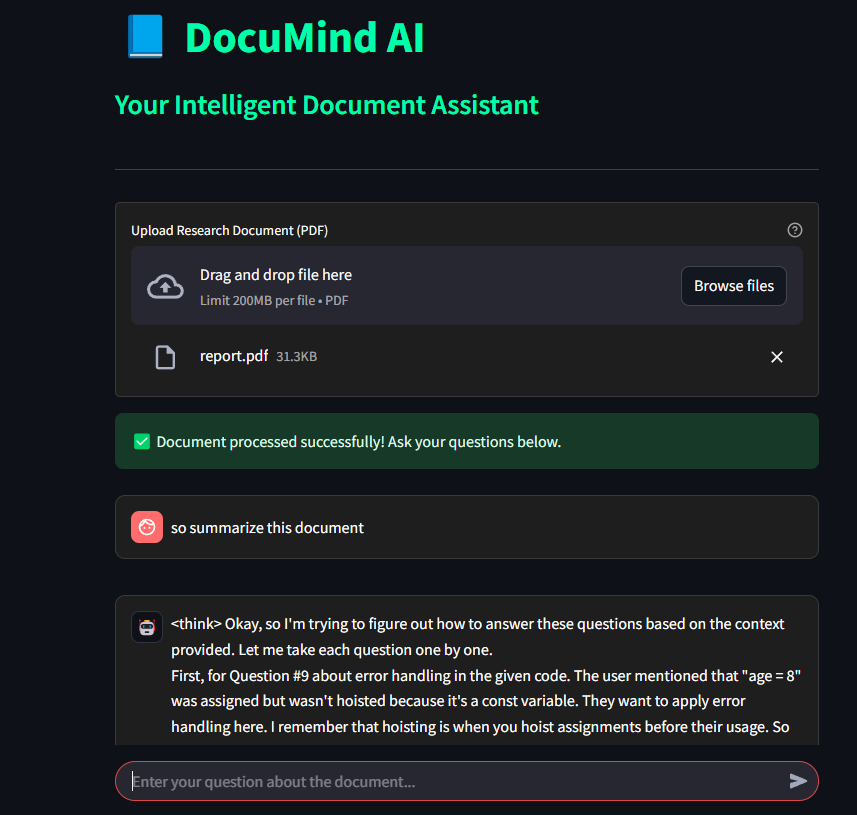 DocuMind AI
Your Intelligent Document Assistant
Upload Research Document (PDF)
Drag and drop file here
Limit 200MB per file • PDF
Browse files
report.pdf 31.3KB
Document processed successfully! Ask your questions below.
so summarize this document
<think> Okay, so I'm trying to figure out how to answer these questions based on the context
provided. Let me take each question one by one.
First, for Question #9 about error handling in the given code. The user mentioned that "age = 8"
was assigned but wasn't hoisted because it's a const variable. They want to apply error
handling here. I remember that hoisting is when you hoist assignments before their usage. So
Enter your question about the document...